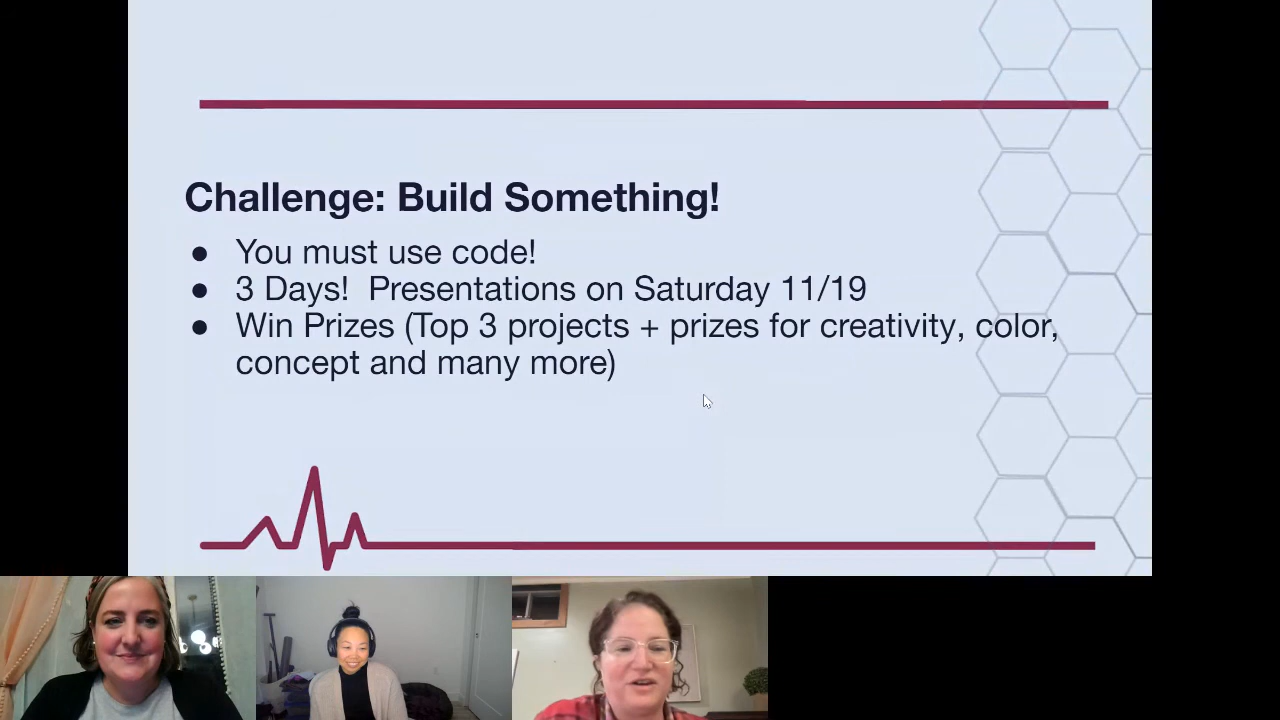 Challenge: Build Something!
● You must use code!
● 3 Days!  Presentations on Saturday 11/19
● Win Prizes (Top 3 projects + prizes for creativity, color,
concept and many more)